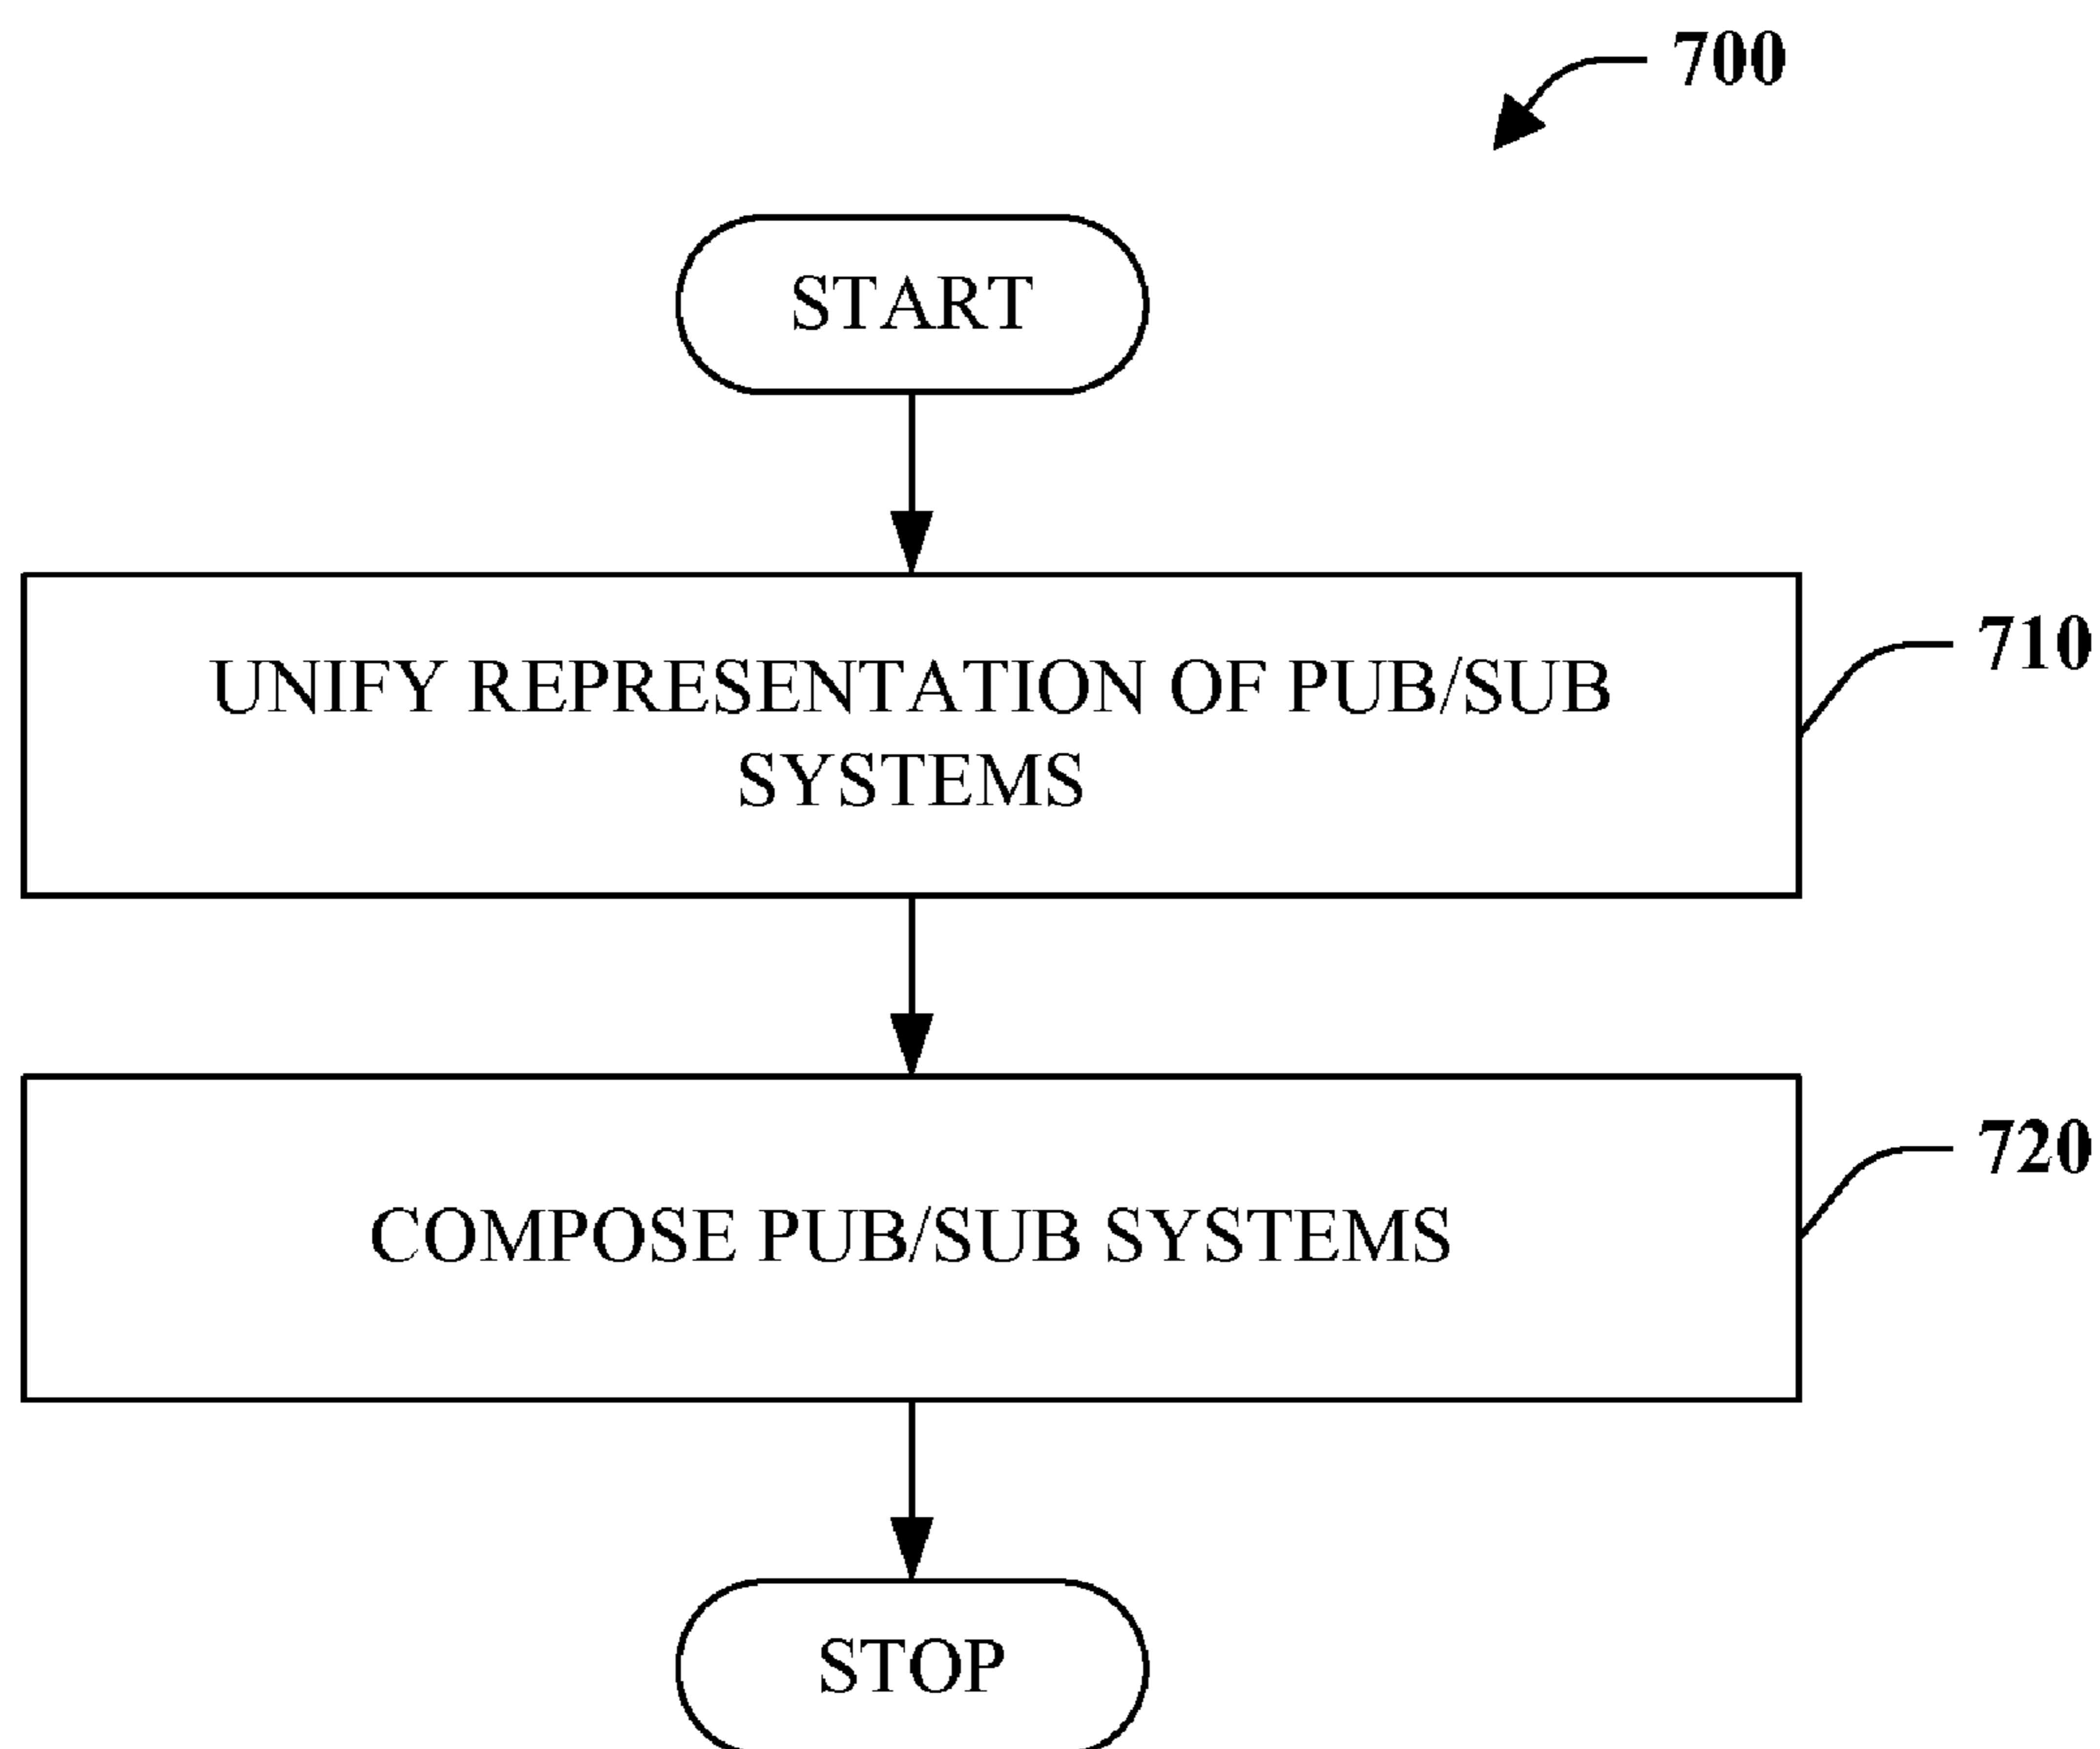 700
START
UNIFY REPRESENTATION OF PUB/SUB
SYSTEMS
710
COMPOSE PUB/SUB SYSTEMS
720
STOP